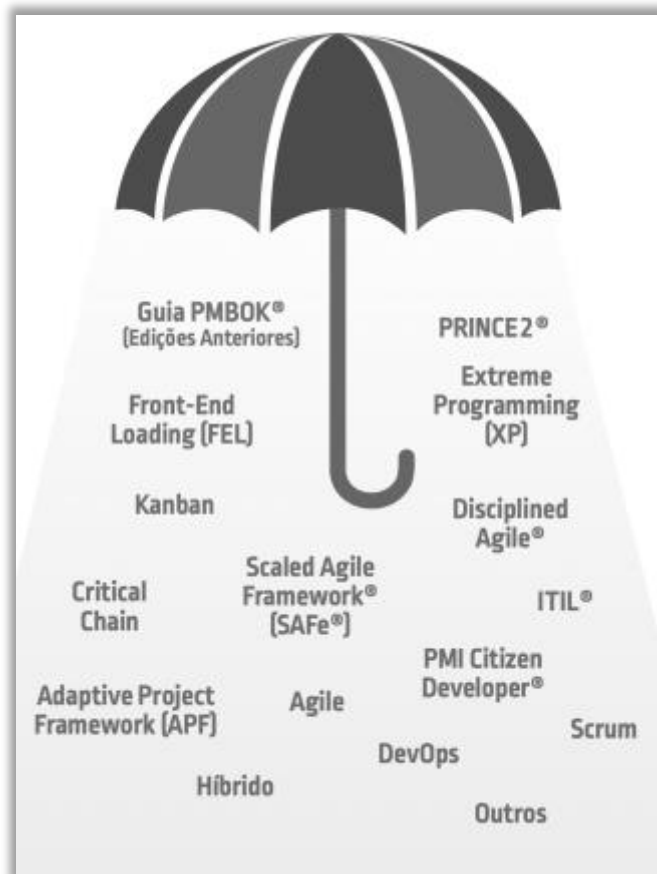 Guia PMBOK®
(Edições Anteriores)
PRINCE2®
Extreme
Programming
(XP)
Front-End
Loading (FEL)
Kanban
Disciplined
Agile®
Scaled Agile
Framework®
(SAFe®)
Critical
Chain
ITIL®
PMI Citizen
Developer®
Adaptive Project
Framework (APF)
Agile
Scrum
DevOps
Híbrido
Outros